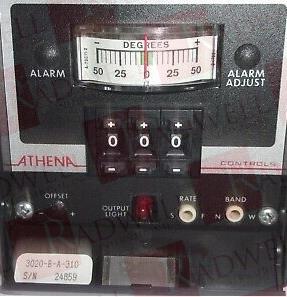 - DEGREES +
ALARM
50 25 0 25 50
ALARM ADJUST
+ + +
0 0 0
- - -
ATHENA
CONTROLS
OFFSET
- +
OUTPUT LIGHT
RATE
S F
BAND
N W
3020-B-A-310
S/N 24859
RADWELL